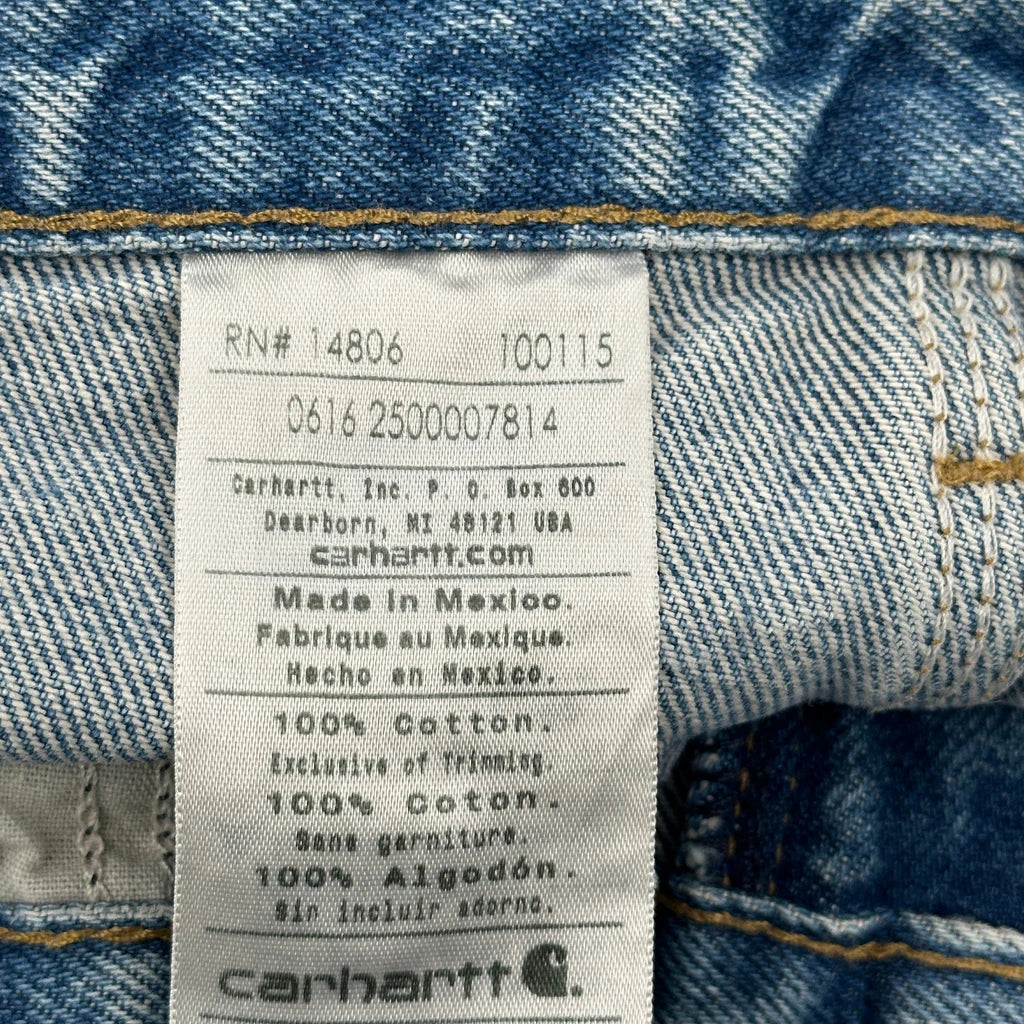 RN# 14806 100115
0616 2500007814
Carhartt, Inc. P. O. Box 600
Dearborn, MI 48121 USA
carhartt.com
Made in Mexico.
Fabriqué au Mexique.
Hecho en Mexico.
100% Cotton.
Exclusive of Trimming.
100% Coton.
Sans garniture.
100% Algodón.
Sin incluir adorno.
carhartt